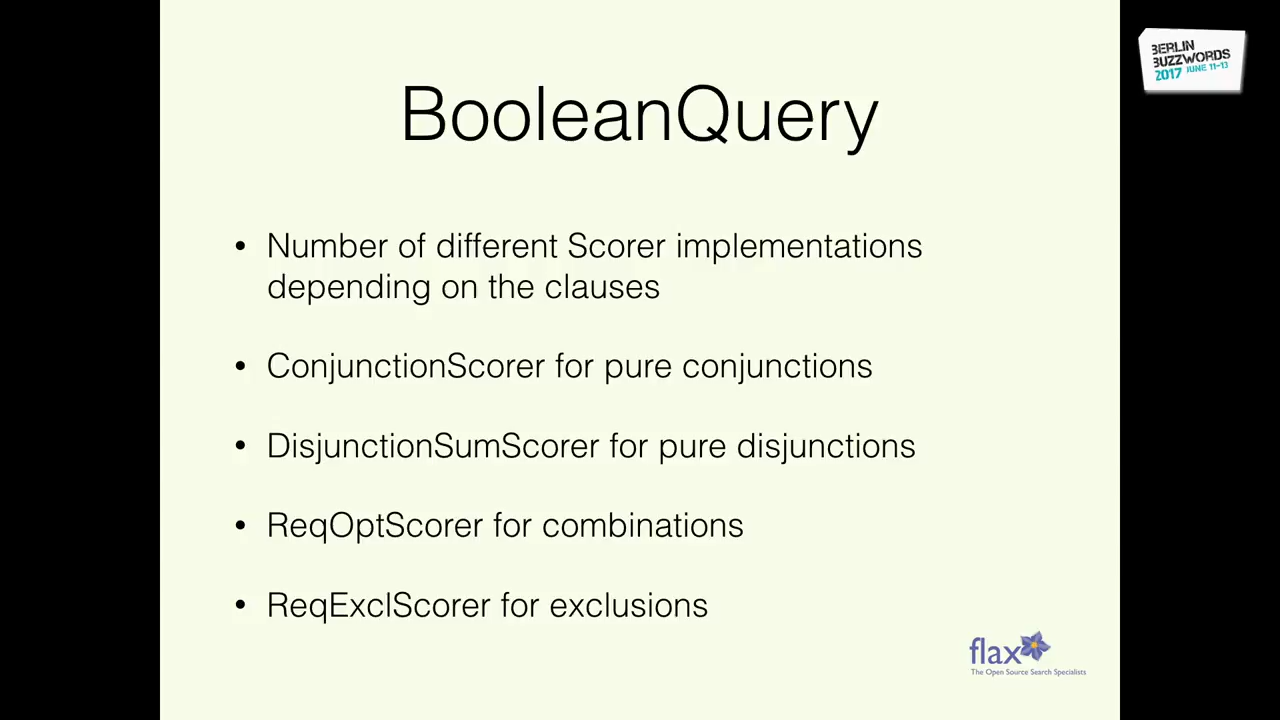 BooleanQuery
• Number of different Scorer implementations
depending on the clauses
• ConjunctionScorer for pure conjunctions
• DisjunctionSumScorer for pure disjunctions
• ReqOptScorer for combinations
• ReqExclScorer for exclusions
flax
The Open Source Search Specialists
BERLIN
BUZZWORDS
2017 JUNE 11-13